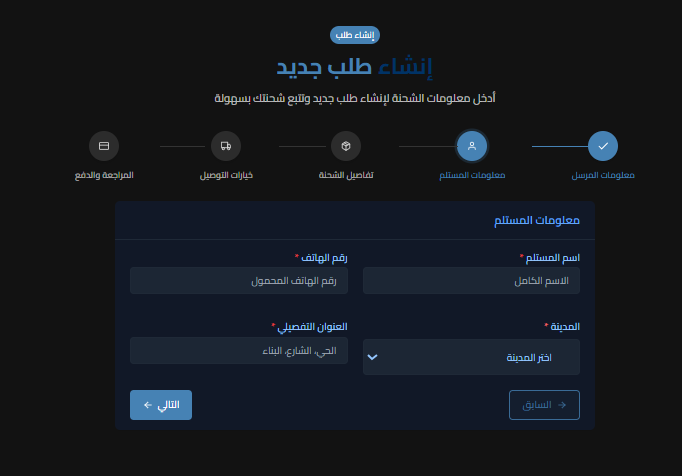 إنشاء طلب
إنشاء طلب جديد
أدخل معلومات الشحنة لإنشاء طلب جديد وتتبع شحنتك بسهولة
معلومات المرسل
معلومات المستلم
تفاصيل الشحنة
خيارات التوصيل
المراجعة والدفع
معلومات المستلم
اسم المستلم *
الاسم الكامل
رقم الهاتف *
رقم الهاتف المحمول
المدينة *
اختر المدينة
العنوان التفصيلي *
الحي، الشارع، البناء
السابق
التالي